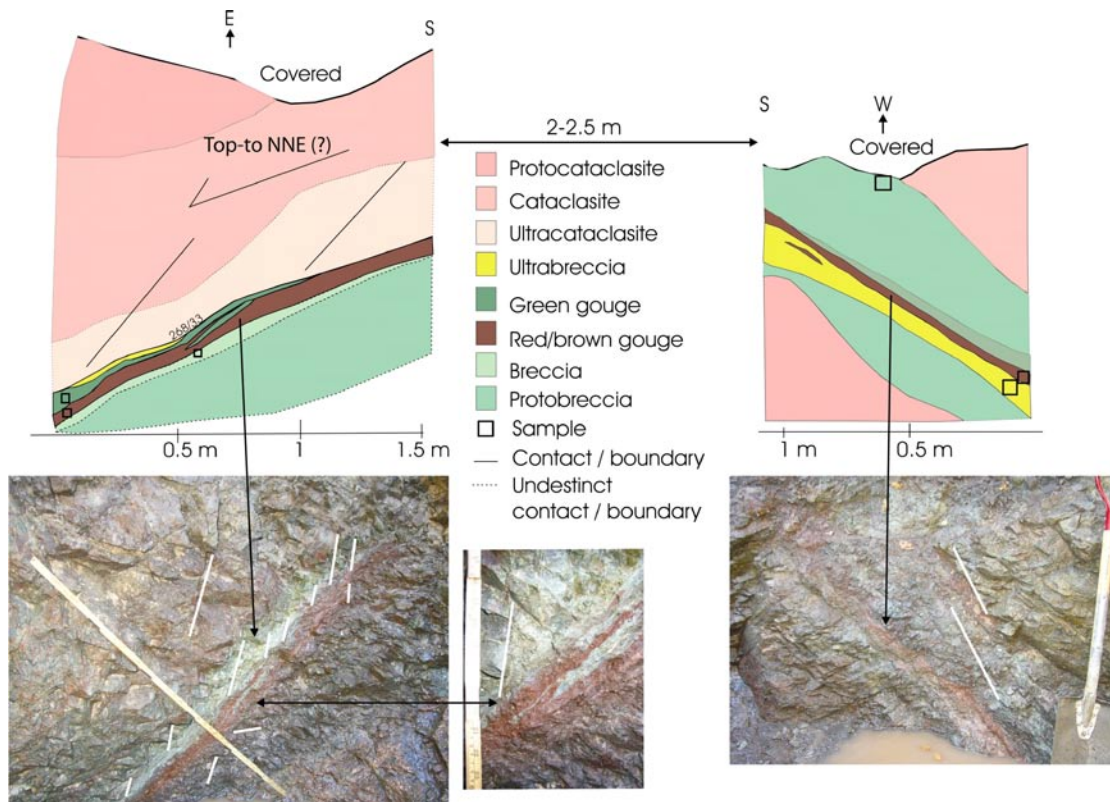 E
S
Covered
Top-to NNE (?)
268/33
0.5 m
1
1.5 m
2-2.5 m
Protocataclasite
Cataclasite
Ultracataclasite
Ultrabreccia
Green gouge
Red/brown gouge
Breccia
Protobreccia
Sample
Contact / boundary
Undestinct
contact / boundary
S
W
Covered
1 m
0.5 m